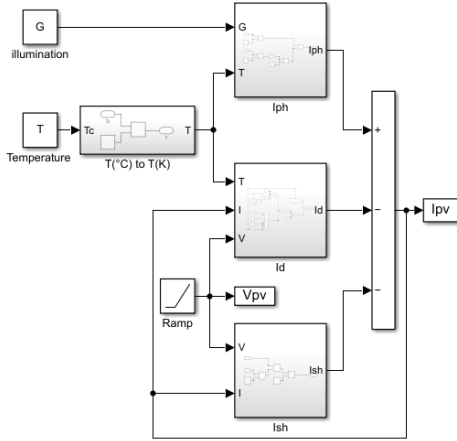 G
illumination
G
T
Iph
Iph
T
Temperature
Tc
T
T(°C) to T(K)
T
I
V
Id
Id
+
−
−
Ipv
Ramp
Vpv
V
I
Ish
Ish